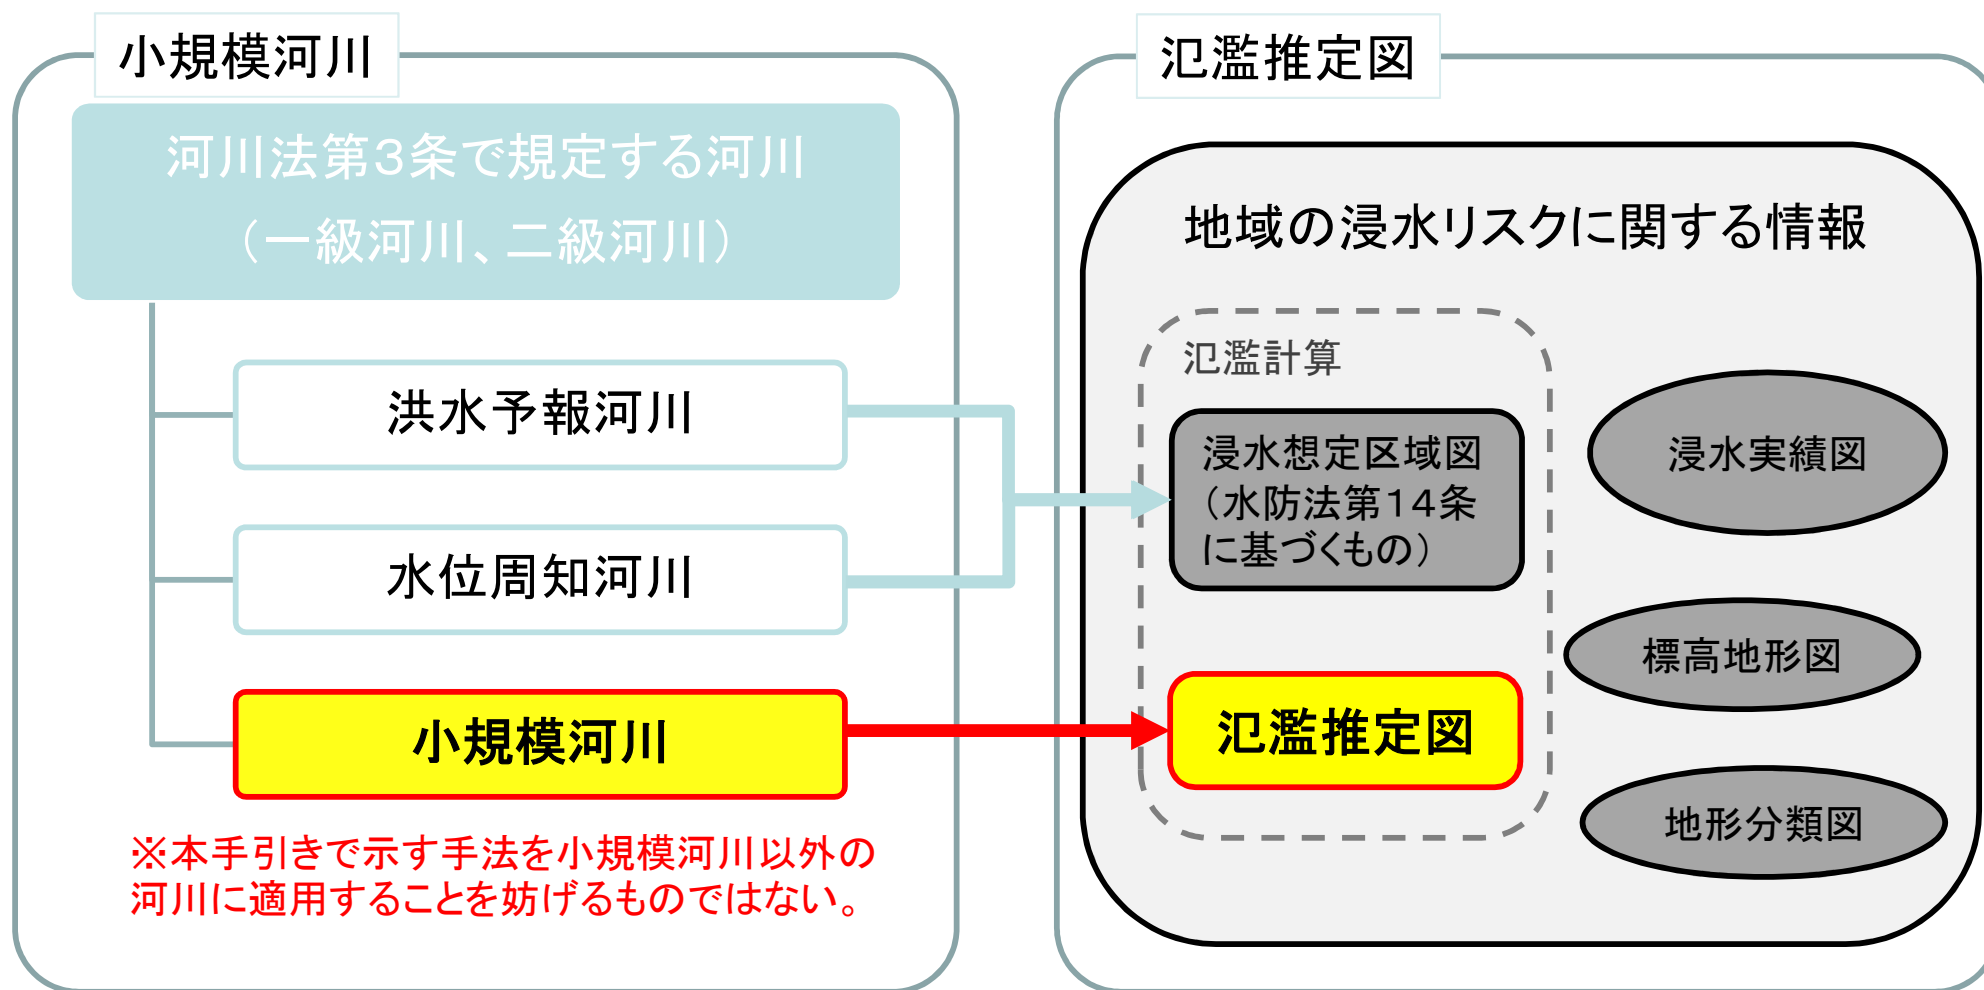 小規模河川
河川法第３条で規定する河川
（一級河川、二級河川）
洪水予報河川
水位周知河川
小規模河川
※本手引きで示す手法を小規模河川以外の
河川に適用することを妨げるものではない。
氾濫推定図
地域の浸水リスクに関する情報
氾濫計算
浸水想定区域図
（水防法第１４条
に基づくもの）
氾濫推定図
浸水実績図
標高地形図
地形分類図